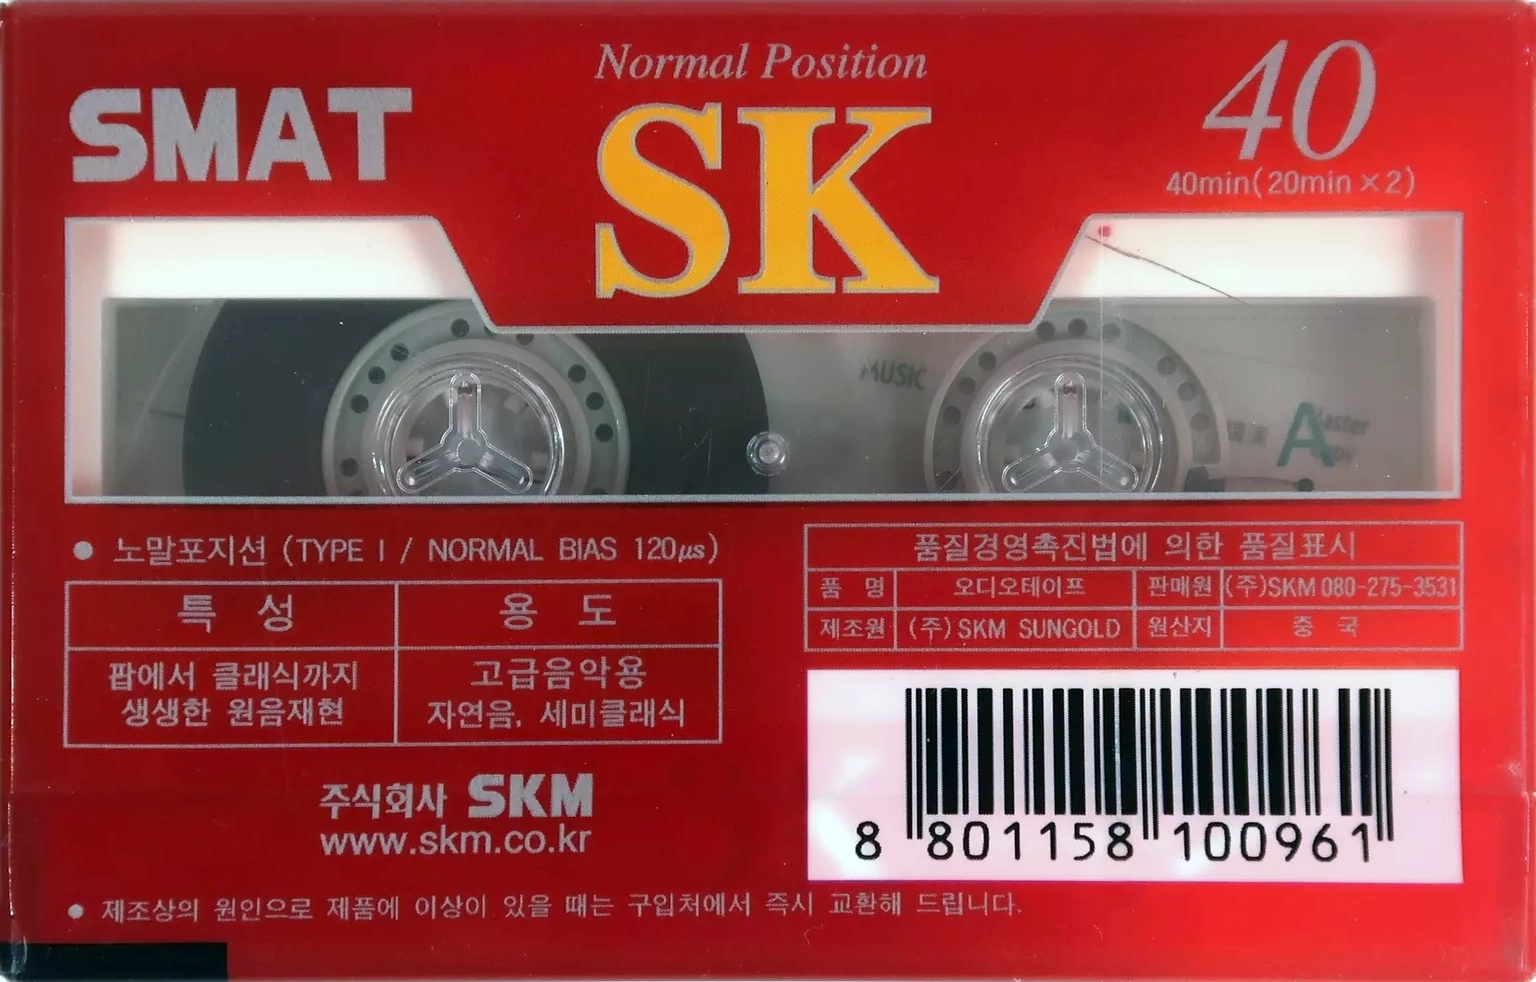 Normal Position
SMAT
SK
40
40min(20min×2)
MUSIC
A
● 노말포지션 (TYPE I / NORMAL BIAS 120μs)
특 성 용 도
팝에서 클래식까지 고급음악용
생생한 원음재현 자연음, 세미클래식
품질경영촉진법에 의한 품질표시
품 명 오디오테이프 판매원 (주)SKM 080-275-3531
제조원 (주) SKM SUNGOLD 원산지 중 국
주식회사 SKM
www.skm.co.kr
8 801158 100961
● 제조상의 원인으로 제품에 이상이 있을 때는 구입처에서 즉시 교환해 드립니다.